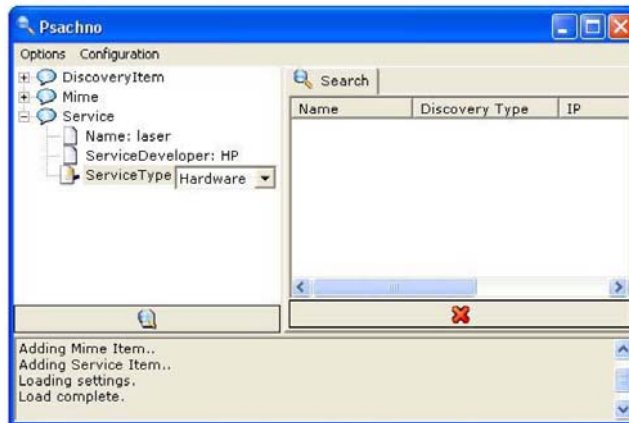 Psachno
Options Configuration
DiscoveryItem
Mime
Service
Name: laser
ServiceDeveloper: HP
ServiceType Hardware
Search
Name Discovery Type IP
Adding Mime Item..
Adding Service Item..
Loading settings.
Load complete.